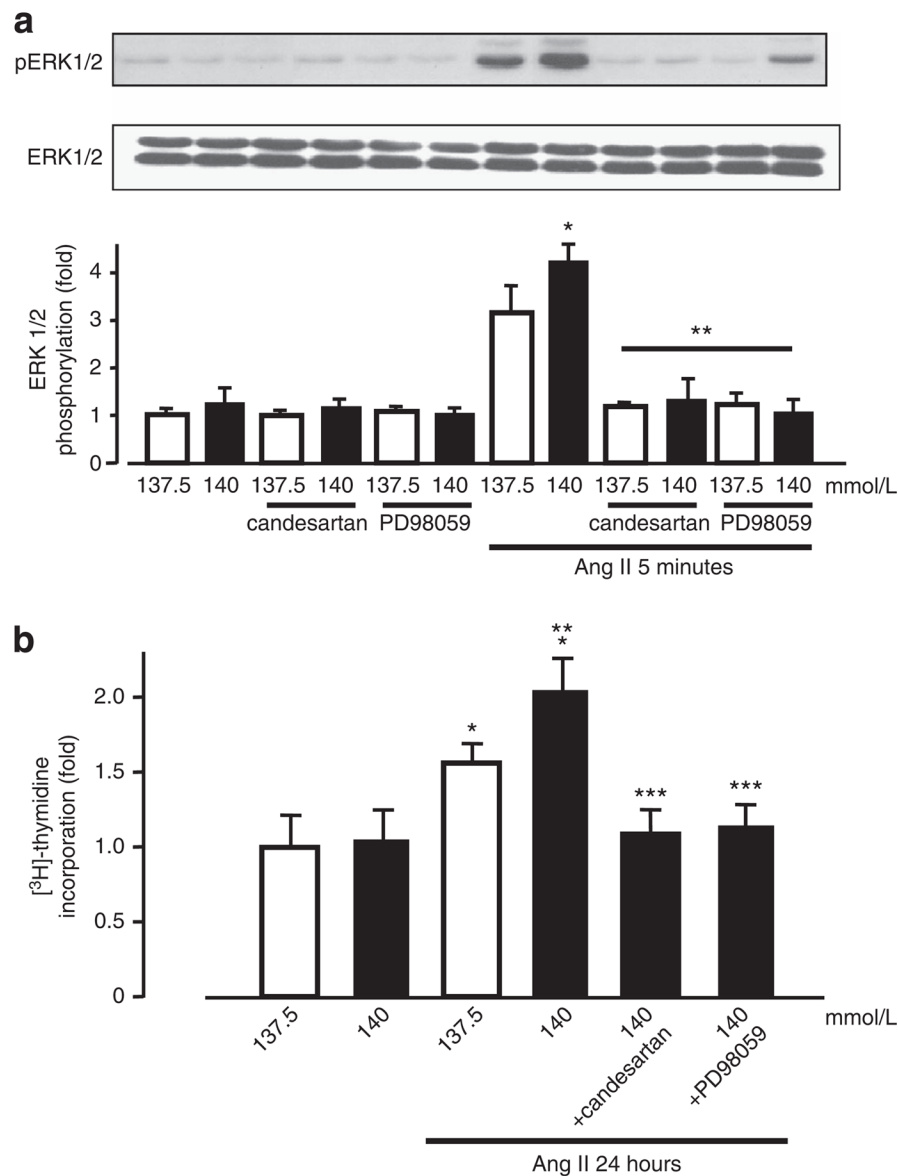 a
pERK1/2
ERK1/2
ERK 1/2
phosphorylation (fold)
4
3
2
1
0
*
**
137.5 140 137.5 140 137.5 140 137.5 140 137.5 140 137.5 140 mmol/L
candesartan PD98059 candesartan PD98059
Ang II 5 minutes
b
[³H]-thymidine
incorporation (fold)
2.0
1.5
1.0
0.5
0
*
**
*
***
***
137.5 140 137.5 140 140 140 mmol/L
+candesartan +PD98059
Ang II 24 hours